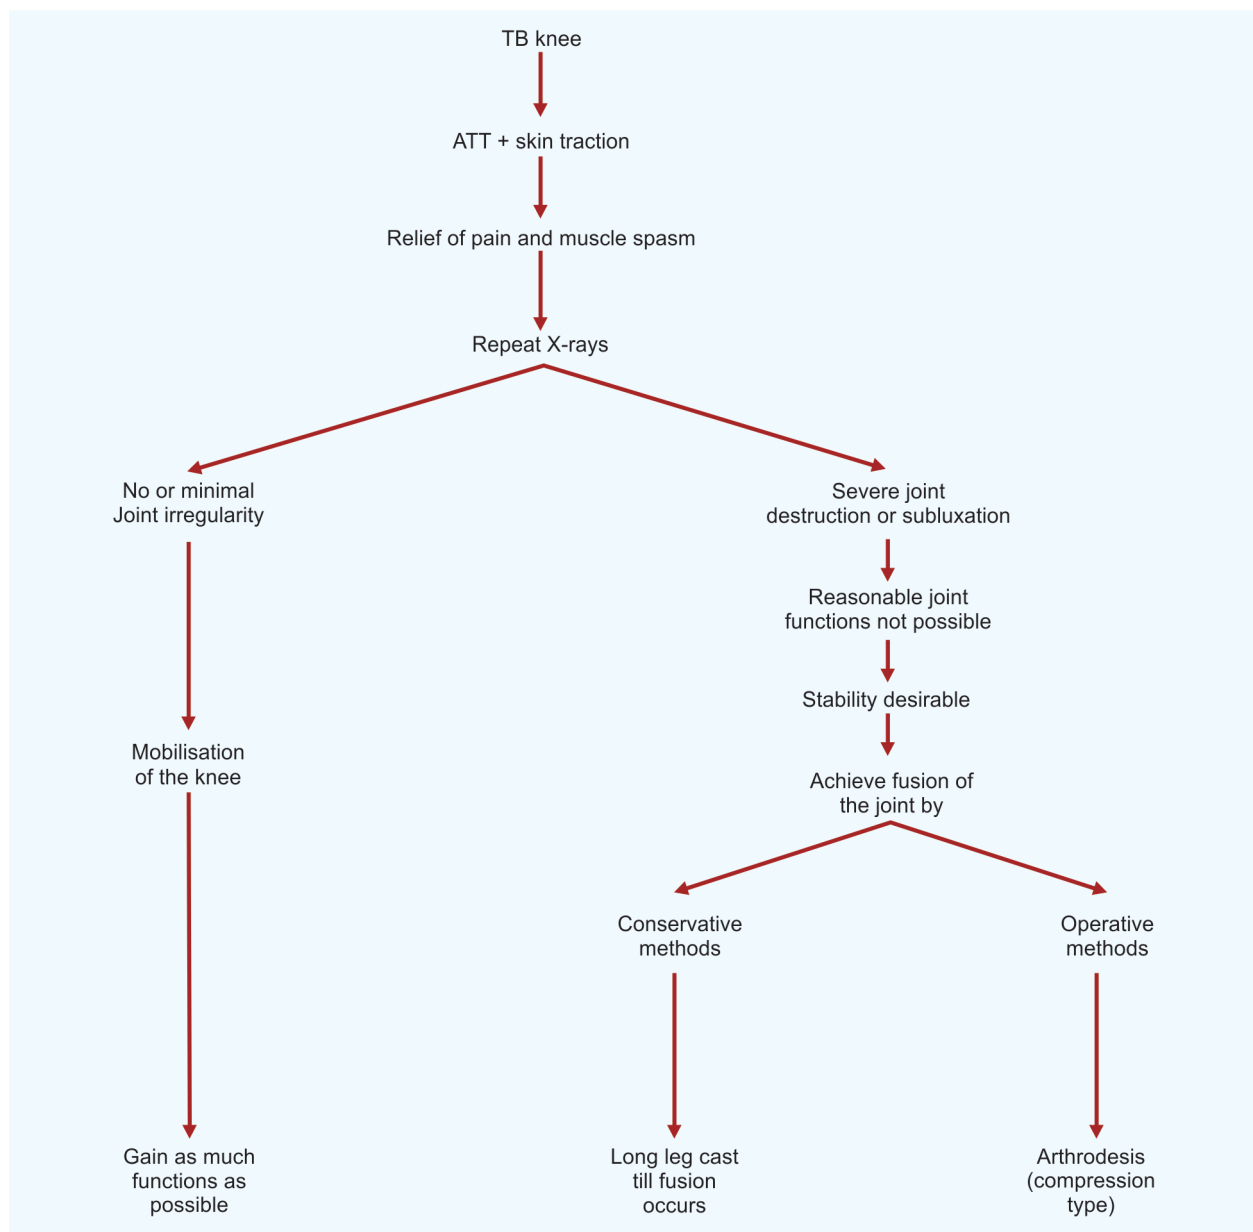 TB knee
ATT + skin traction
Relief of pain and muscle spasm
Repeat X-rays
No or minimal
Joint irregularity
Mobilisation
of the knee
Gain as much
functions as
possible
Severe joint
destruction or subluxation
Reasonable joint
functions not possible
Stability desirable
Achieve fusion of
the joint by
Conservative
methods
Long leg cast
till fusion
occurs
Operative
methods
Arthrodesis
(compression
type)